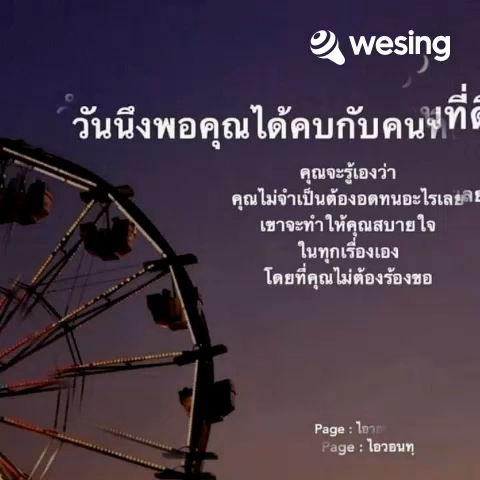 wesing
วันนึงพอคุณได้คบกับคน
คุณจะรู้เองว่า
คุณไม่จำเป็นต้องอดทนอะไรเลย
เขาจะทำให้คุณสบายใจ
ในทุกเรื่องเอง
โดยที่คุณไม่ต้องร้องขอ
Page :
Page : ไอวอนท